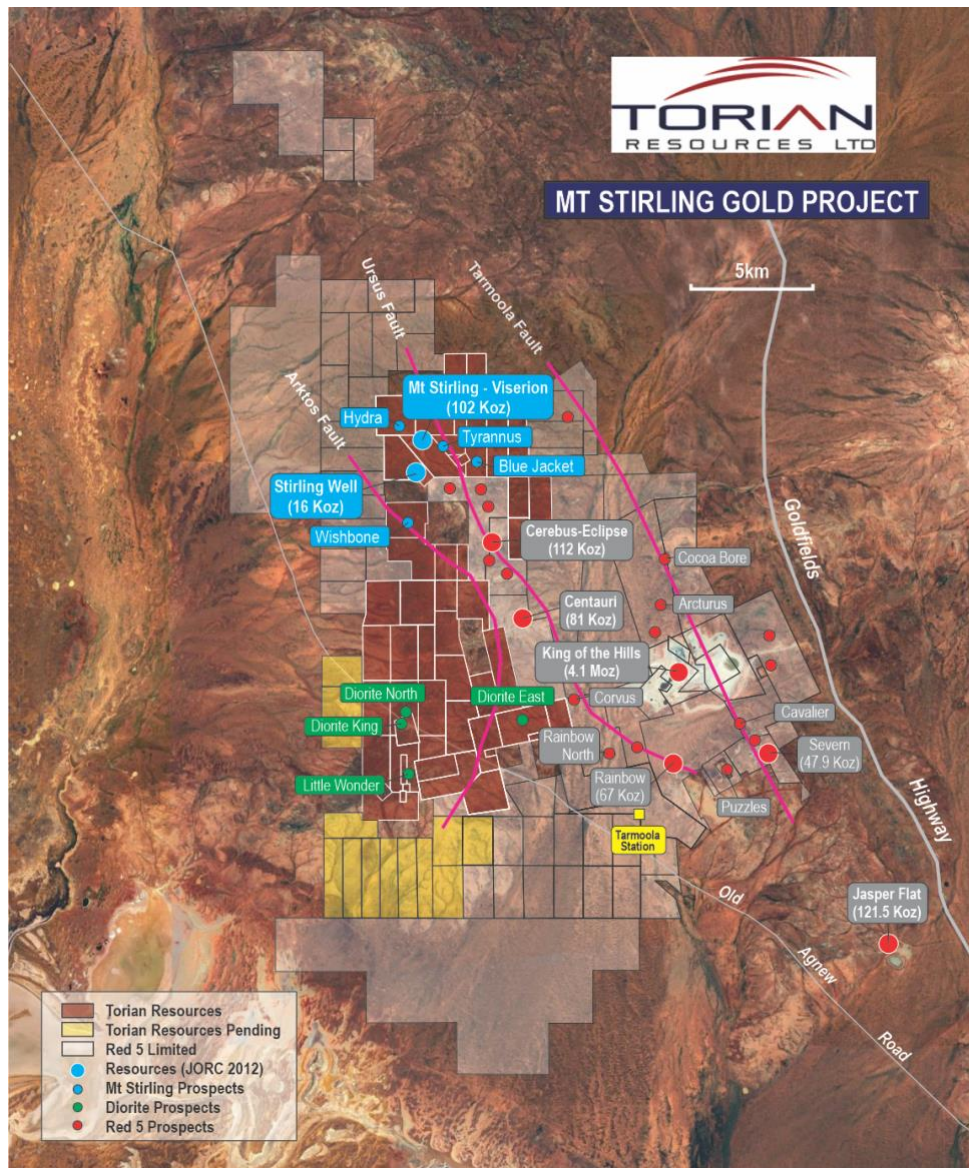 TORIAN
RESOURCES LTD
MT STIRLING GOLD PROJECT
5km
Ursus Fault
Tarmoola Fault
Arktos Fault
Mt Stirling - Viserion
(102 Koz)
Hydra
Tyrannus
Blue Jacket
Stirling Well
(16 Koz)
Wishbone
Cerebus-Eclipse
(112 Koz)
Cocoa Bore
Goldfields
Highway
Centauri
(81 Koz)
Arcturus
King of the Hills
(4.1 Moz)
Diorite North
Diorite East
Corvus
Diorite King
Cavalier
Rainbow
North
Severn
(47.9 Koz)
Little Wonder
Rainbow
(67 Koz)
Puzzles
Tarmoola
Station
Old
Agnew
Road
Jasper Flat
(121.5 Koz)
Torian Resources
Torian Resources Pending
Red 5 Limited
Resources (JORC 2012)
Mt Stirling Prospects
Diorite Prospects
Red 5 Prospects